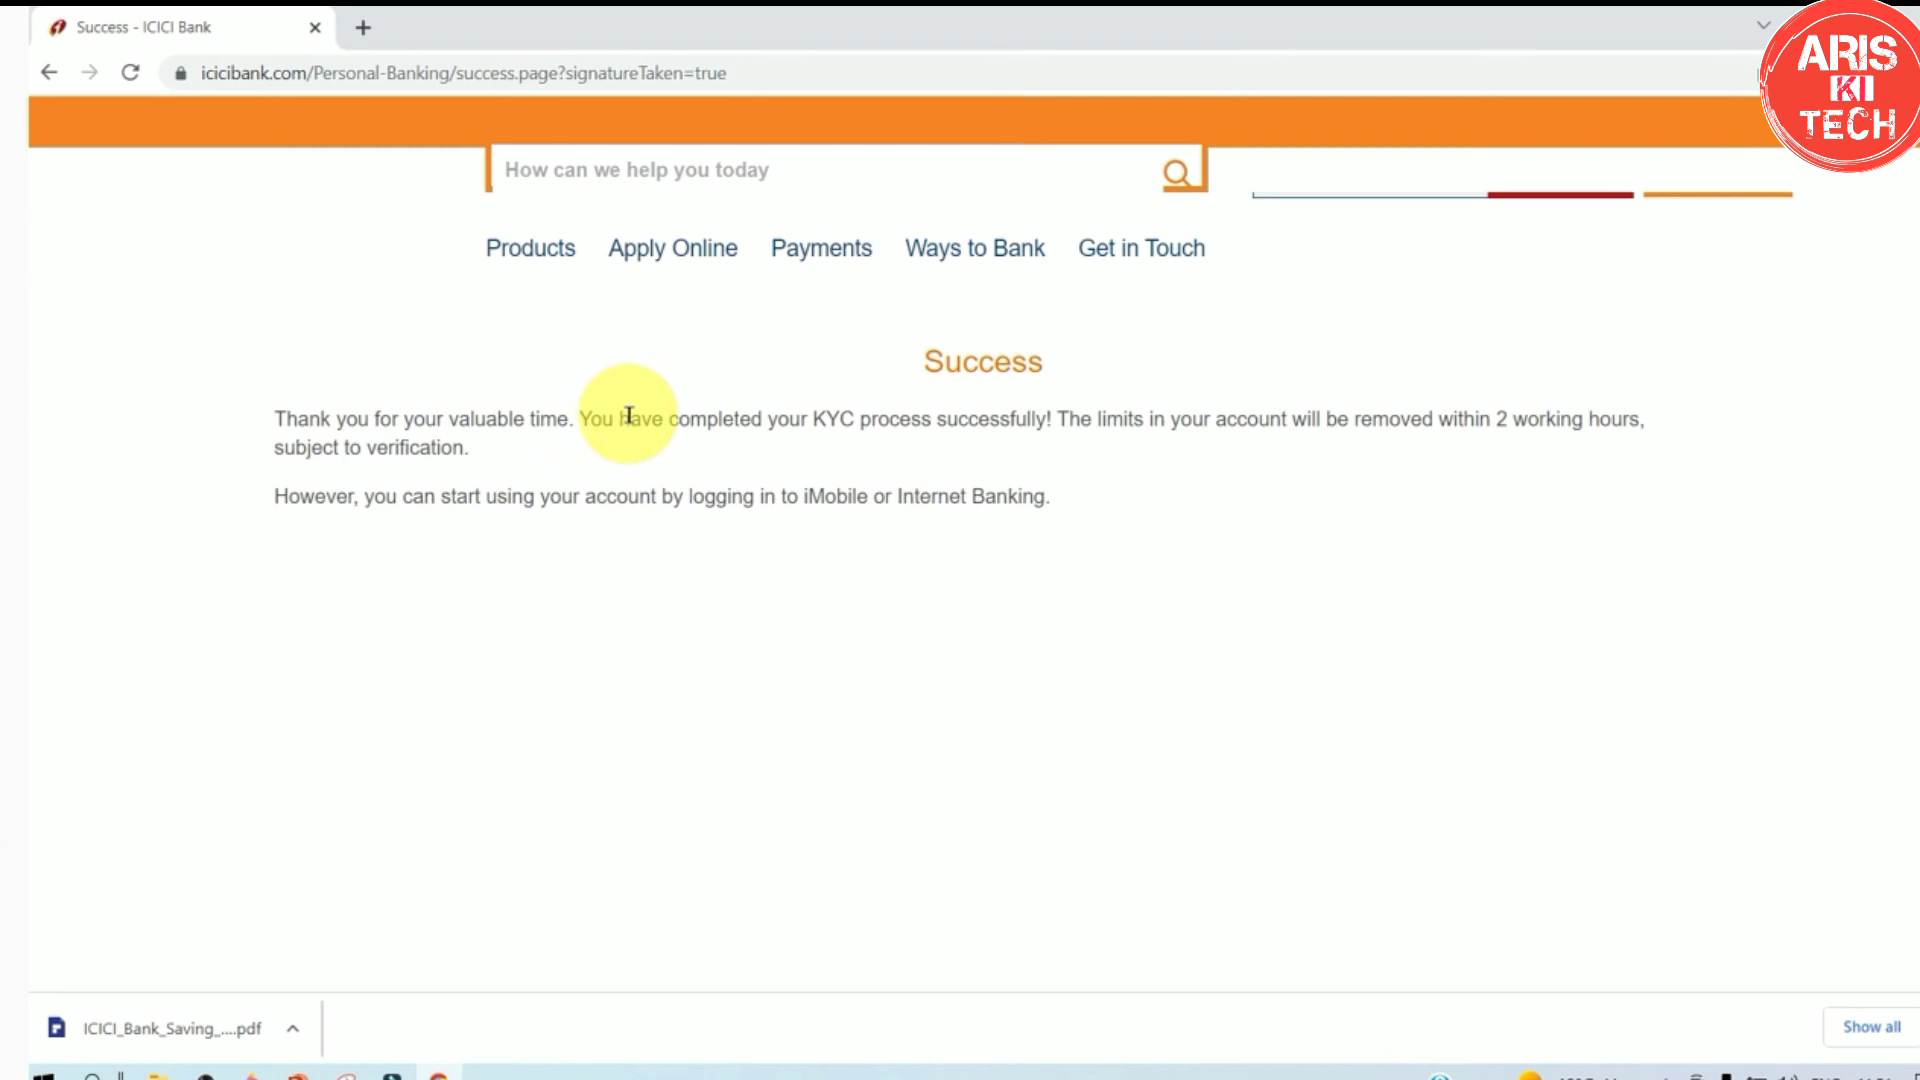 Success - ICICI Bank
icicibank.com/Personal-Banking/success.page?signatureTaken=true
ARIS
KI
TECH
How can we help you today
Products Apply Online Payments Ways to Bank Get in Touch
Success
Thank you for your valuable time. You have completed your KYC process successfully! The limits in your account will be removed within 2 working hours,
subject to verification.
However, you can start using your account by logging in to iMobile or Internet Banking.
ICICI_Bank_Saving_....pdf
Show all